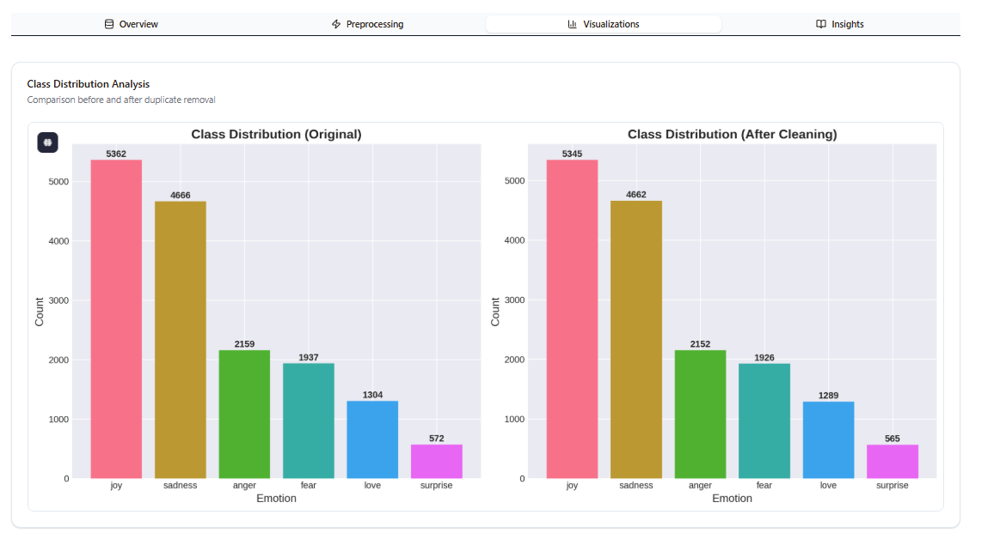 Overview Preprocessing Visualizations Insights
Class Distribution Analysis
Comparison before and after duplicate removal
Class Distribution (Original)
5362
4666
2159
1937
1304
572
5000
4000
3000
2000
1000
0
Count
joy sadness anger fear love surprise
Emotion
Class Distribution (After Cleaning)
5345
4662
2152
1926
1289
565
5000
4000
3000
2000
1000
0
Count
joy sadness anger fear love surprise
Emotion